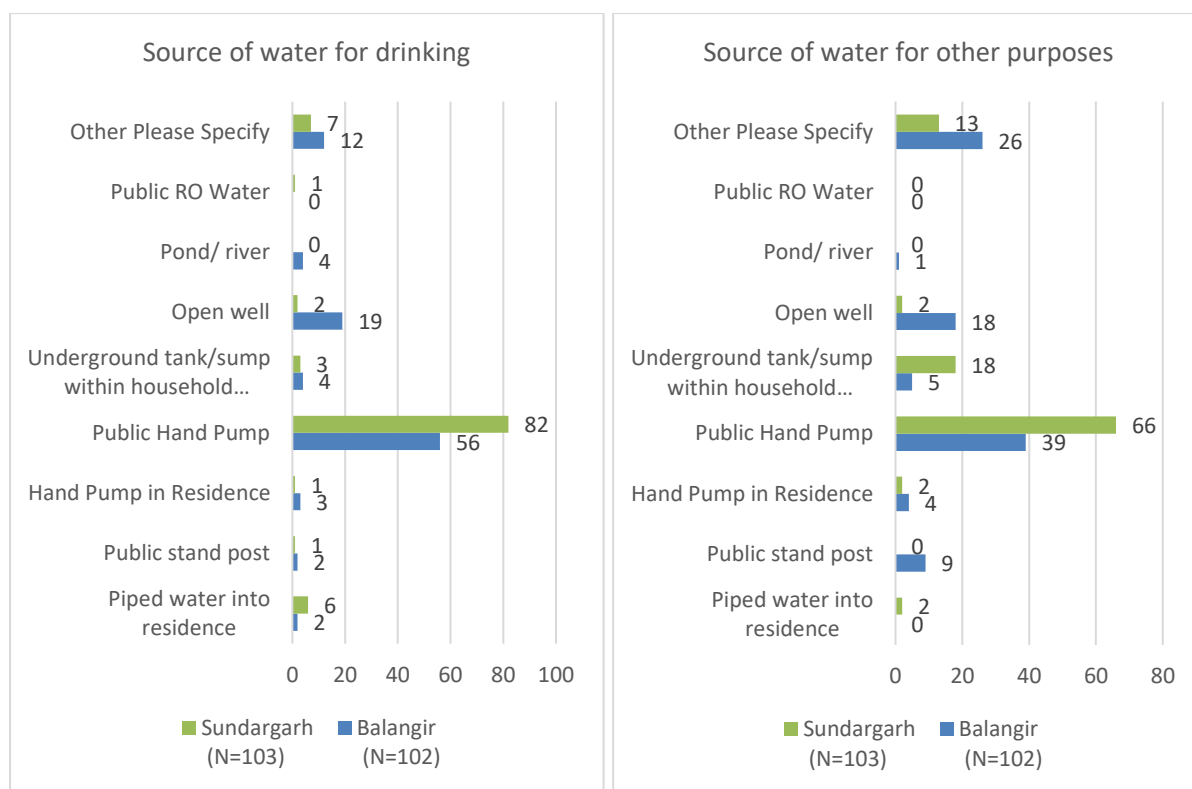 Source of water for drinking
Other Please Specify
7
12
Public RO Water
1
0
Pond/ river
0
4
Open well
2
19
Underground tank/sump
within household...
3
4
Public Hand Pump
82
56
Hand Pump in Residence
1
3
Public stand post
1
2
Piped water into
residence
6
2
0 20 40 60 80 100
Sundargarh Balangir
(N=103) (N=102)
Source of water for other purposes
Other Please Specify
13
26
Public RO Water
0
0
Pond/ river
0
1
Open well
2
18
Underground tank/sump
within household...
18
5
Public Hand Pump
66
39
Hand Pump in Residence
2
4
Public stand post
0
9
Piped water into
residence
2
0
0 20 40 60 80
Sundargarh Balangir
(N=103) (N=102)